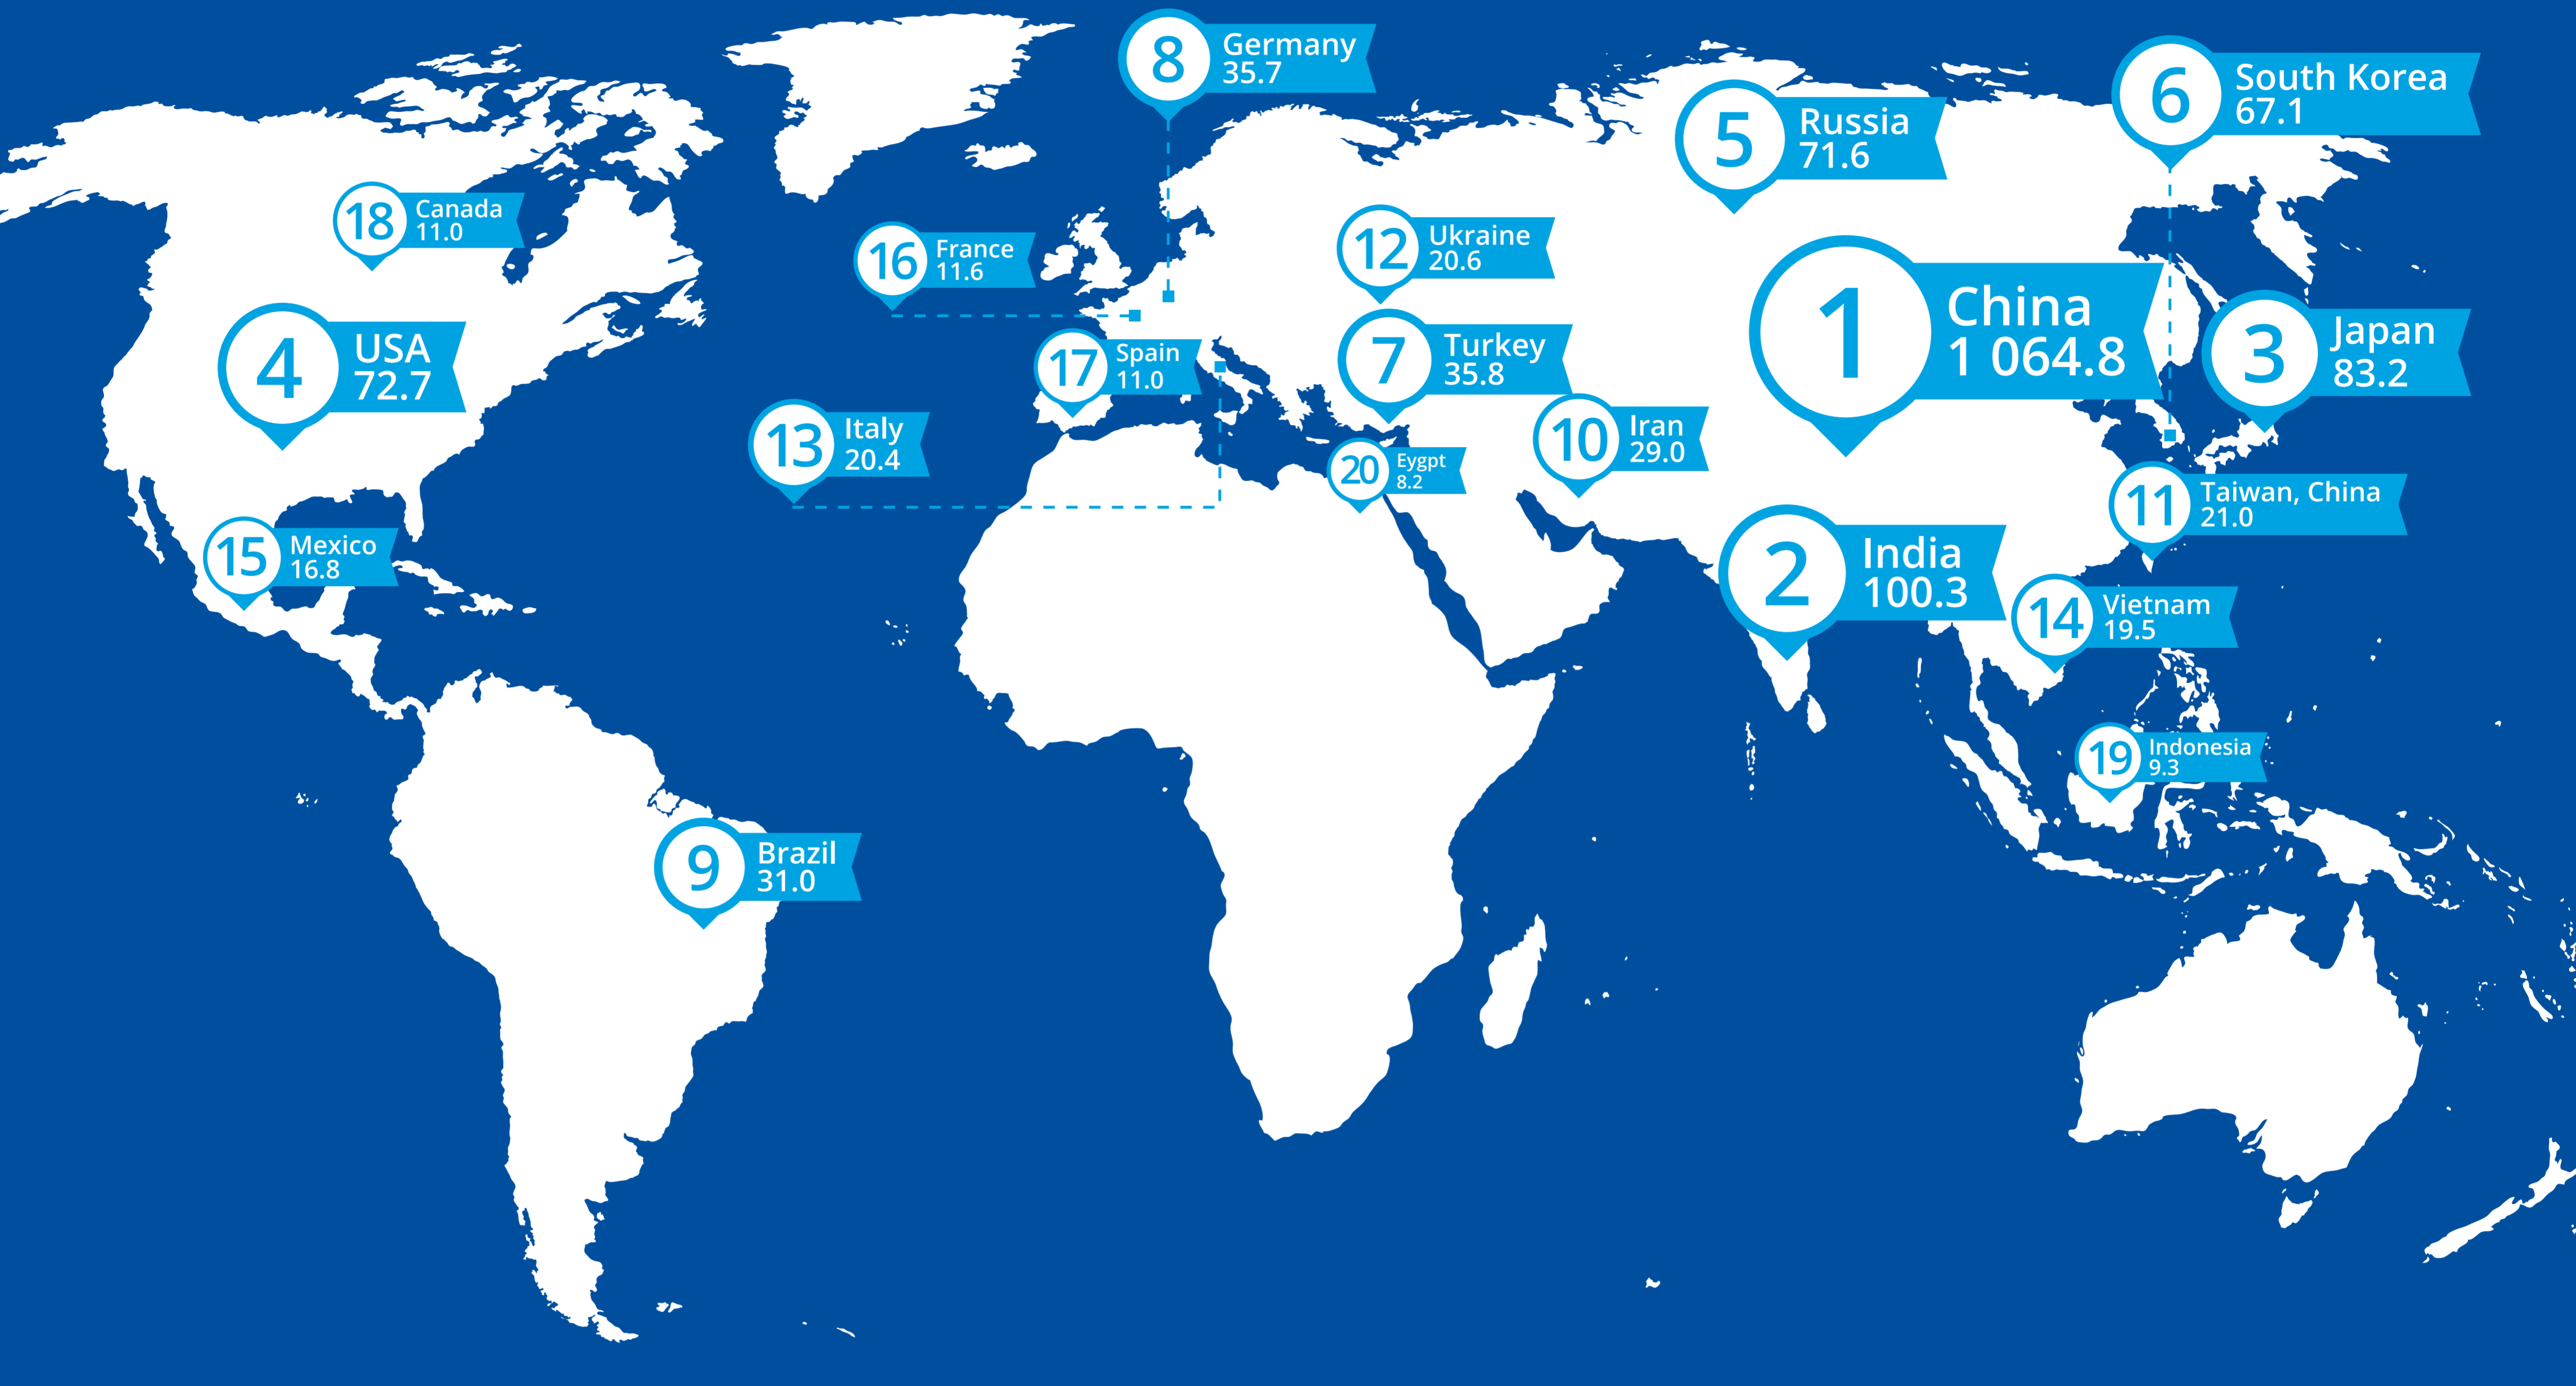 8
Germany
35.7
6
South Korea
67.1
5
Russia
71.6
18
Canada
11.0
16
France
11.6
12
Ukraine
20.6
1
China
1 064.8
4
USA
72.7
17
Spain
11.0
7
Turkey
35.8
3
Japan
83.2
13
Italy
20.4
20
Eygpt
8.2
10
Iran
29.0
11
Taiwan, China
21.0
15
Mexico
16.8
2
India
100.3
14
Vietnam
19.5
19
Indonesia
9.3
9
Brazil
31.0